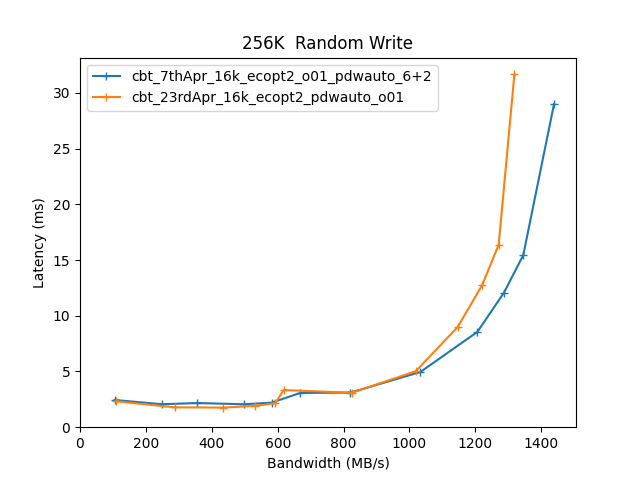 256K  Random Write
cbt_7thApr_16k_ecopt2_o01_pdwauto_6+2
cbt_23rdApr_16k_ecopt2_pdwauto_o01
Latency (ms)
30
25
20
15
10
5
0
0 200 400 600 800 1000 1200 1400
Bandwidth (MB/s)